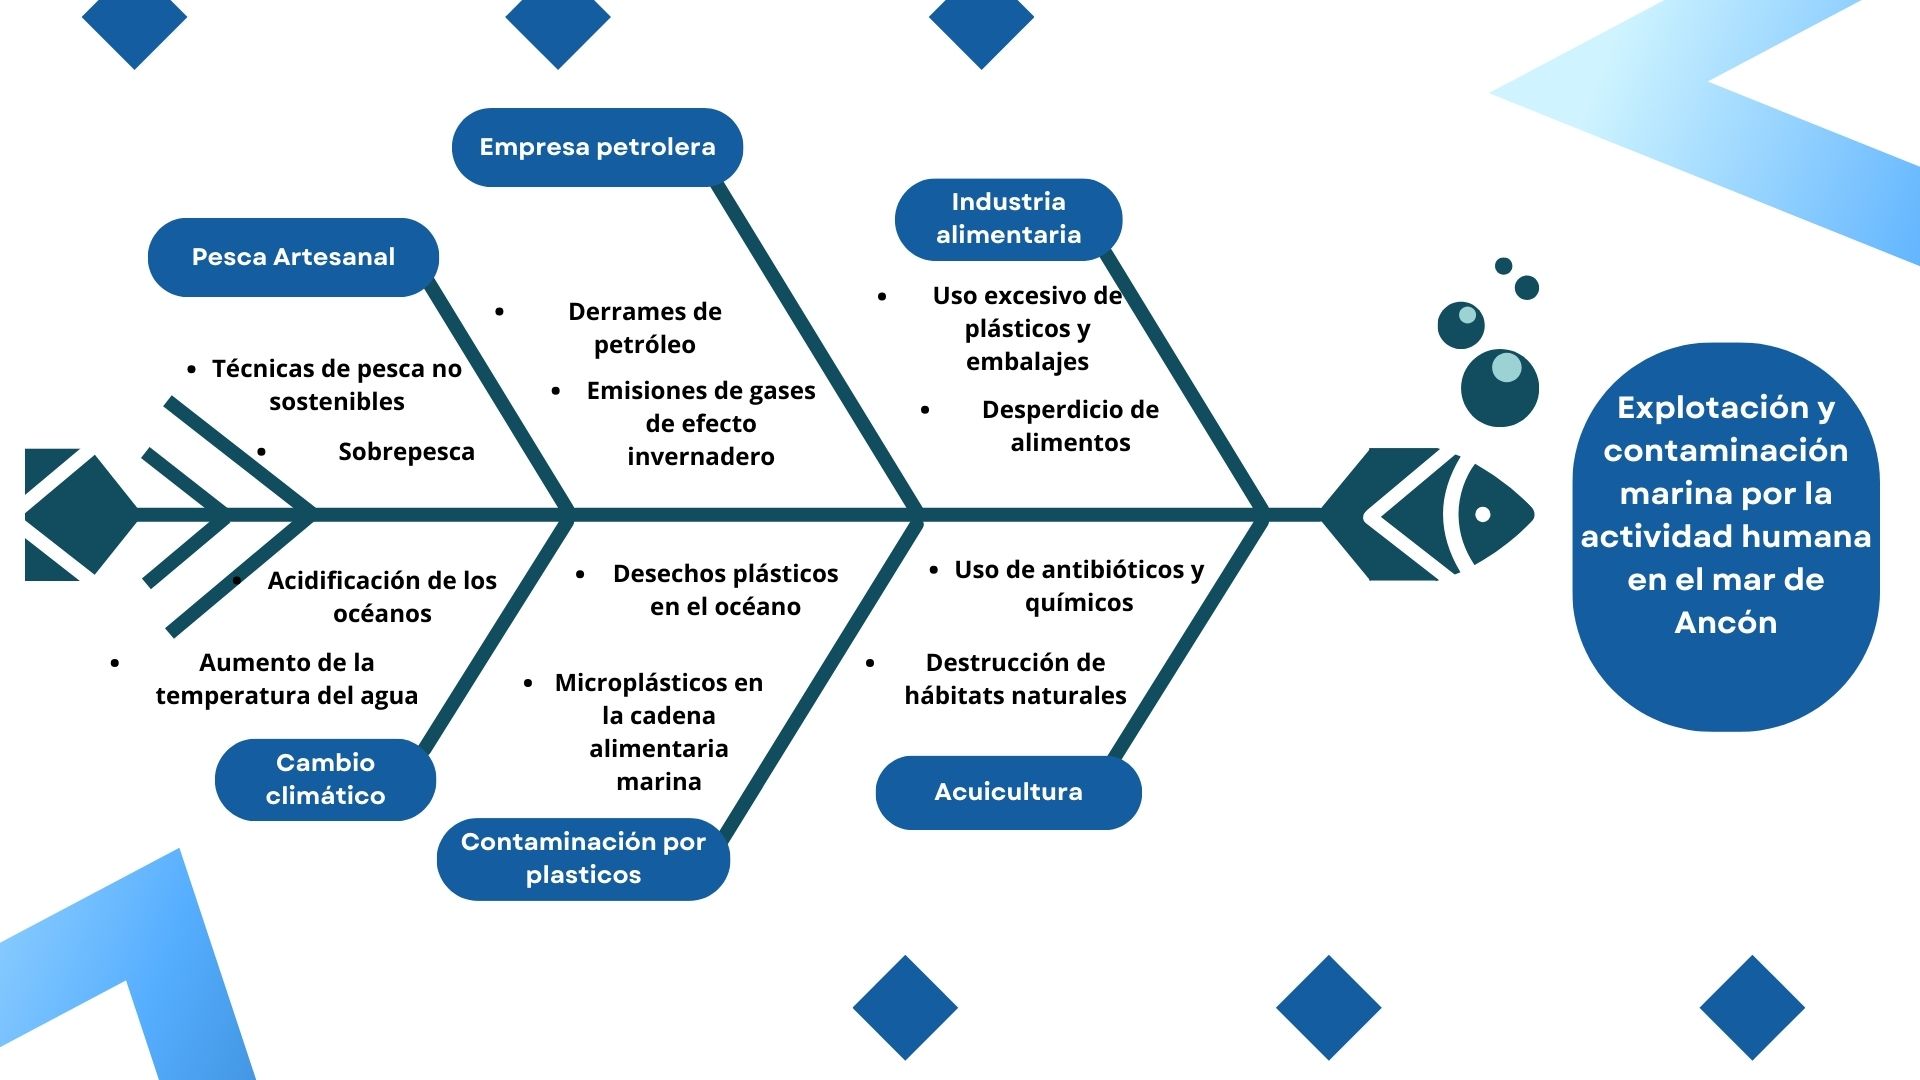 Empresa petrolera
Industria
alimentaria
Pesca Artesanal
• Derrames de
petróleo
• Emisiones de gases
de efecto
invernadero
• Uso excesivo de
plásticos y
embalajes
• Desperdicio de
alimentos
• Técnicas de pesca no
sostenibles
• Sobrepesca
Explotación y
contaminación
marina por la
actividad humana
en el mar de
Ancón
• Acidificación de los
océanos
• Aumento de la
temperatura del agua
• Desechos plásticos
en el océano
• Microplásticos en
la cadena
alimentaria
marina
• Uso de antibióticos y
químicos
• Destrucción de
hábitats naturales
Cambio
climático
Contaminación por
plasticos
Acuicultura